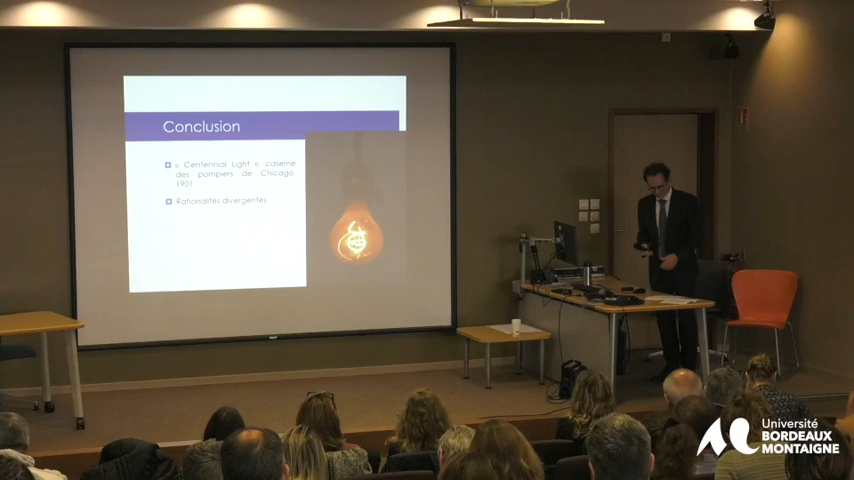 Conclusion
« Centennial Light », caserne
des pompiers de Chicago,
1901
Rationalités divergentes
Université
BORDEAUX
MONTAIGNE